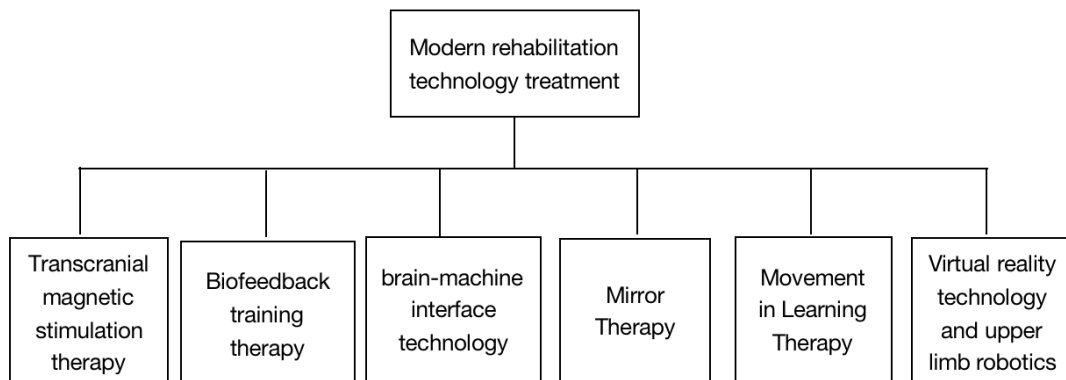 Modern rehabilitation
technology treatment
Transcranial
magnetic
stimulation
therapy
Biofeedback
training
therapy
brain-machine
interface
technology
Mirror
Therapy
Movement
in Learning
Therapy
Virtual reality
technology
and upper
limb robotics